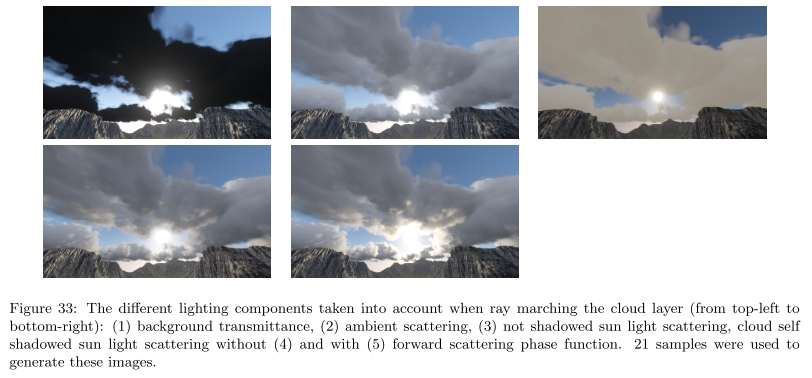 Figure 33: The different lighting components taken into account when ray marching the cloud layer (from top-left to
bottom-right): (1) background transmittance, (2) ambient scattering, (3) not shadowed sun light scattering, cloud self
shadowed sun light scattering without (4) and with (5) forward scattering phase function. 21 samples were used to
generate these images.